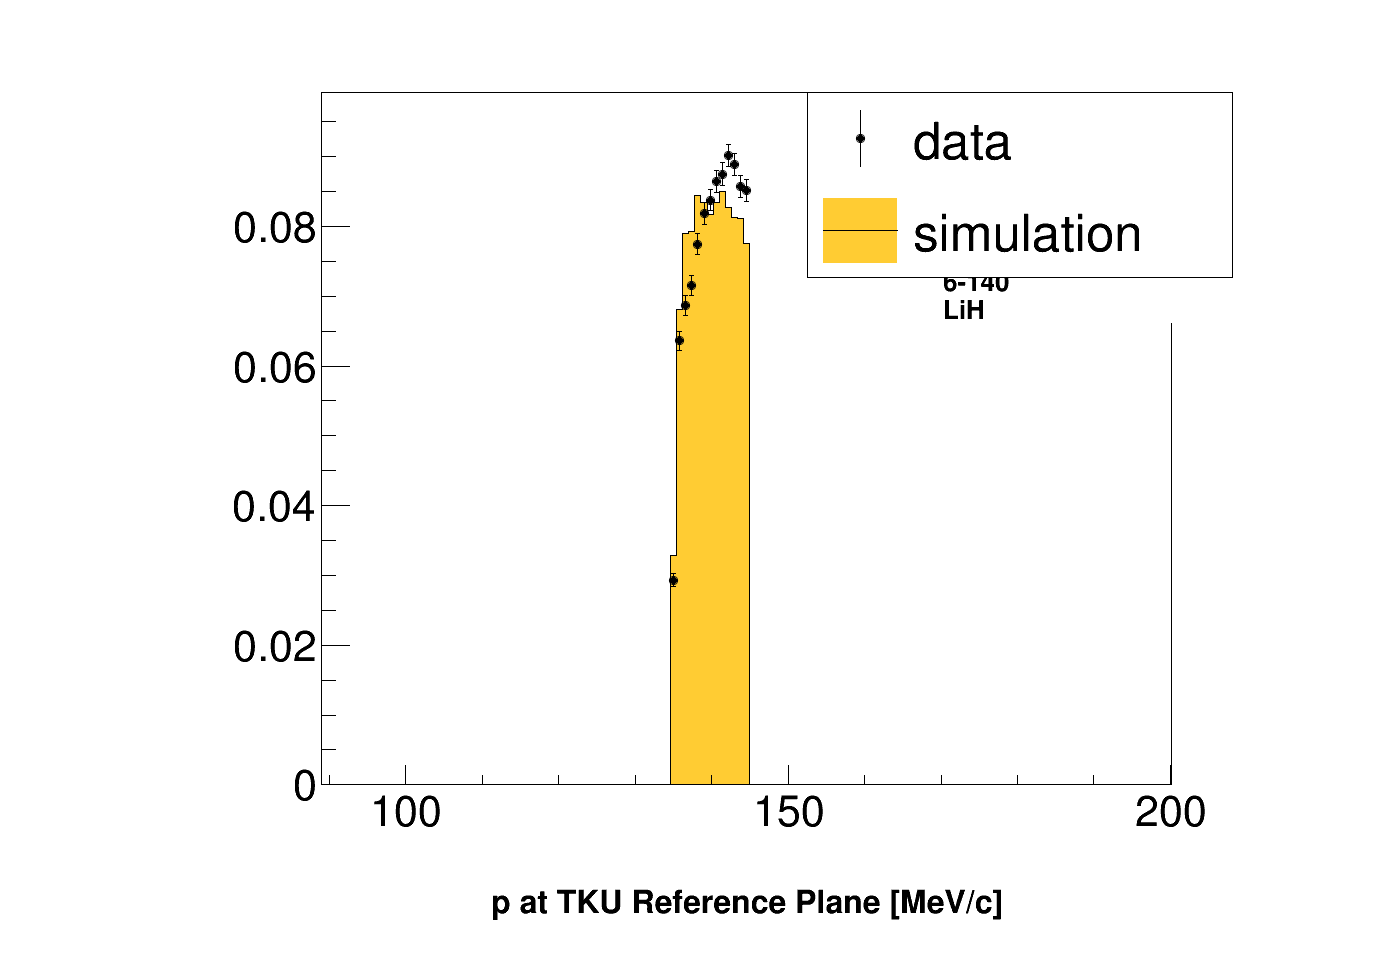 data
simulation
6-140
LiH
0.08
0.06
0.04
0.02
0
100
150
200
p at TKU Reference Plane [MeV/c]